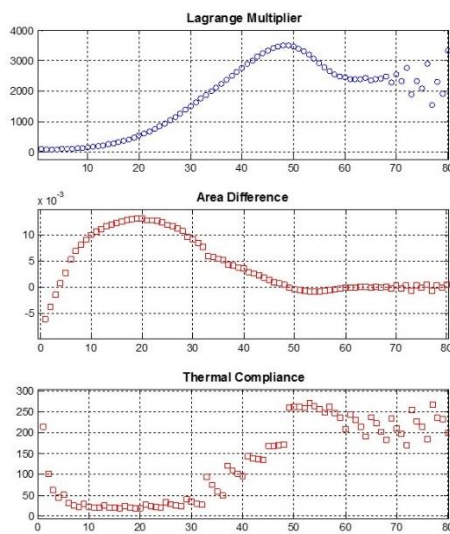 Lagrange Multiplier
4000
3000
2000
1000
0
0 10 20 30 40 50 60 70 80
Area Difference
x 10⁻³
10
5
0
-5
0 10 20 30 40 50 60 70 80
Thermal Compliance
300
250
200
150
100
50
0
0 10 20 30 40 50 60 70 80